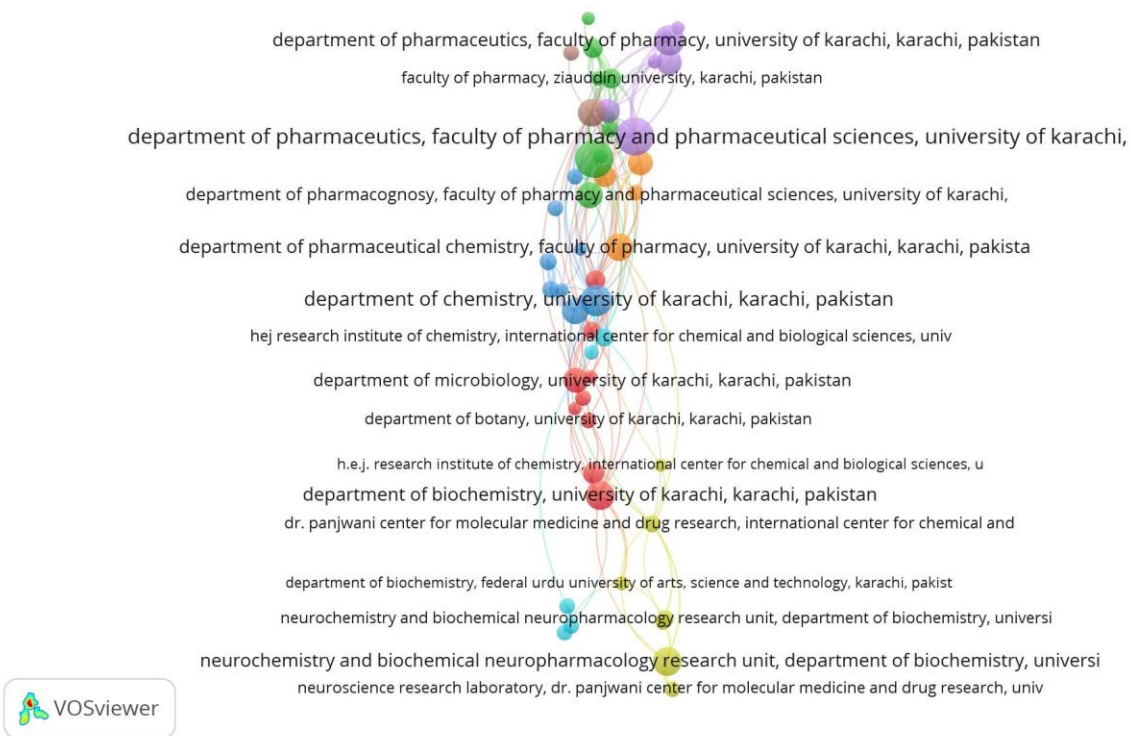 department of pharmaceutics, faculty of pharmacy, university of karachi, karachi, pakistan
faculty of pharmacy, ziauddin university, karachi, pakistan
department of pharmaceutics, faculty of pharmacy and pharmaceutical sciences, university of karachi,
department of pharmacognosy, faculty of pharmacy and pharmaceutical sciences, university of karachi,
department of pharmaceutical chemistry, faculty of pharmacy, university of karachi, karachi, pakista
department of chemistry, university of karachi, karachi, pakistan
hej research institute of chemistry, international center for chemical and biological sciences, univ
department of microbiology, university of karachi, karachi, pakistan
department of botany, university of karachi, karachi, pakistan
h.e.j. research institute of chemistry, international center for chemical and biological sciences, u
department of biochemistry, university of karachi, karachi, pakistan
dr. panjwani center for molecular medicine and drug research, international center for chemical and
department of biochemistry, federal urdu university of arts, science and technology, karachi, pakist
neurochemistry and biochemical neuropharmacology research unit, department of biochemistry, universi
neurochemistry and biochemical neuropharmacology research unit, department of biochemistry, universi
neuroscience research laboratory, dr. panjwani center for molecular medicine and drug research, univ
VOSviewer